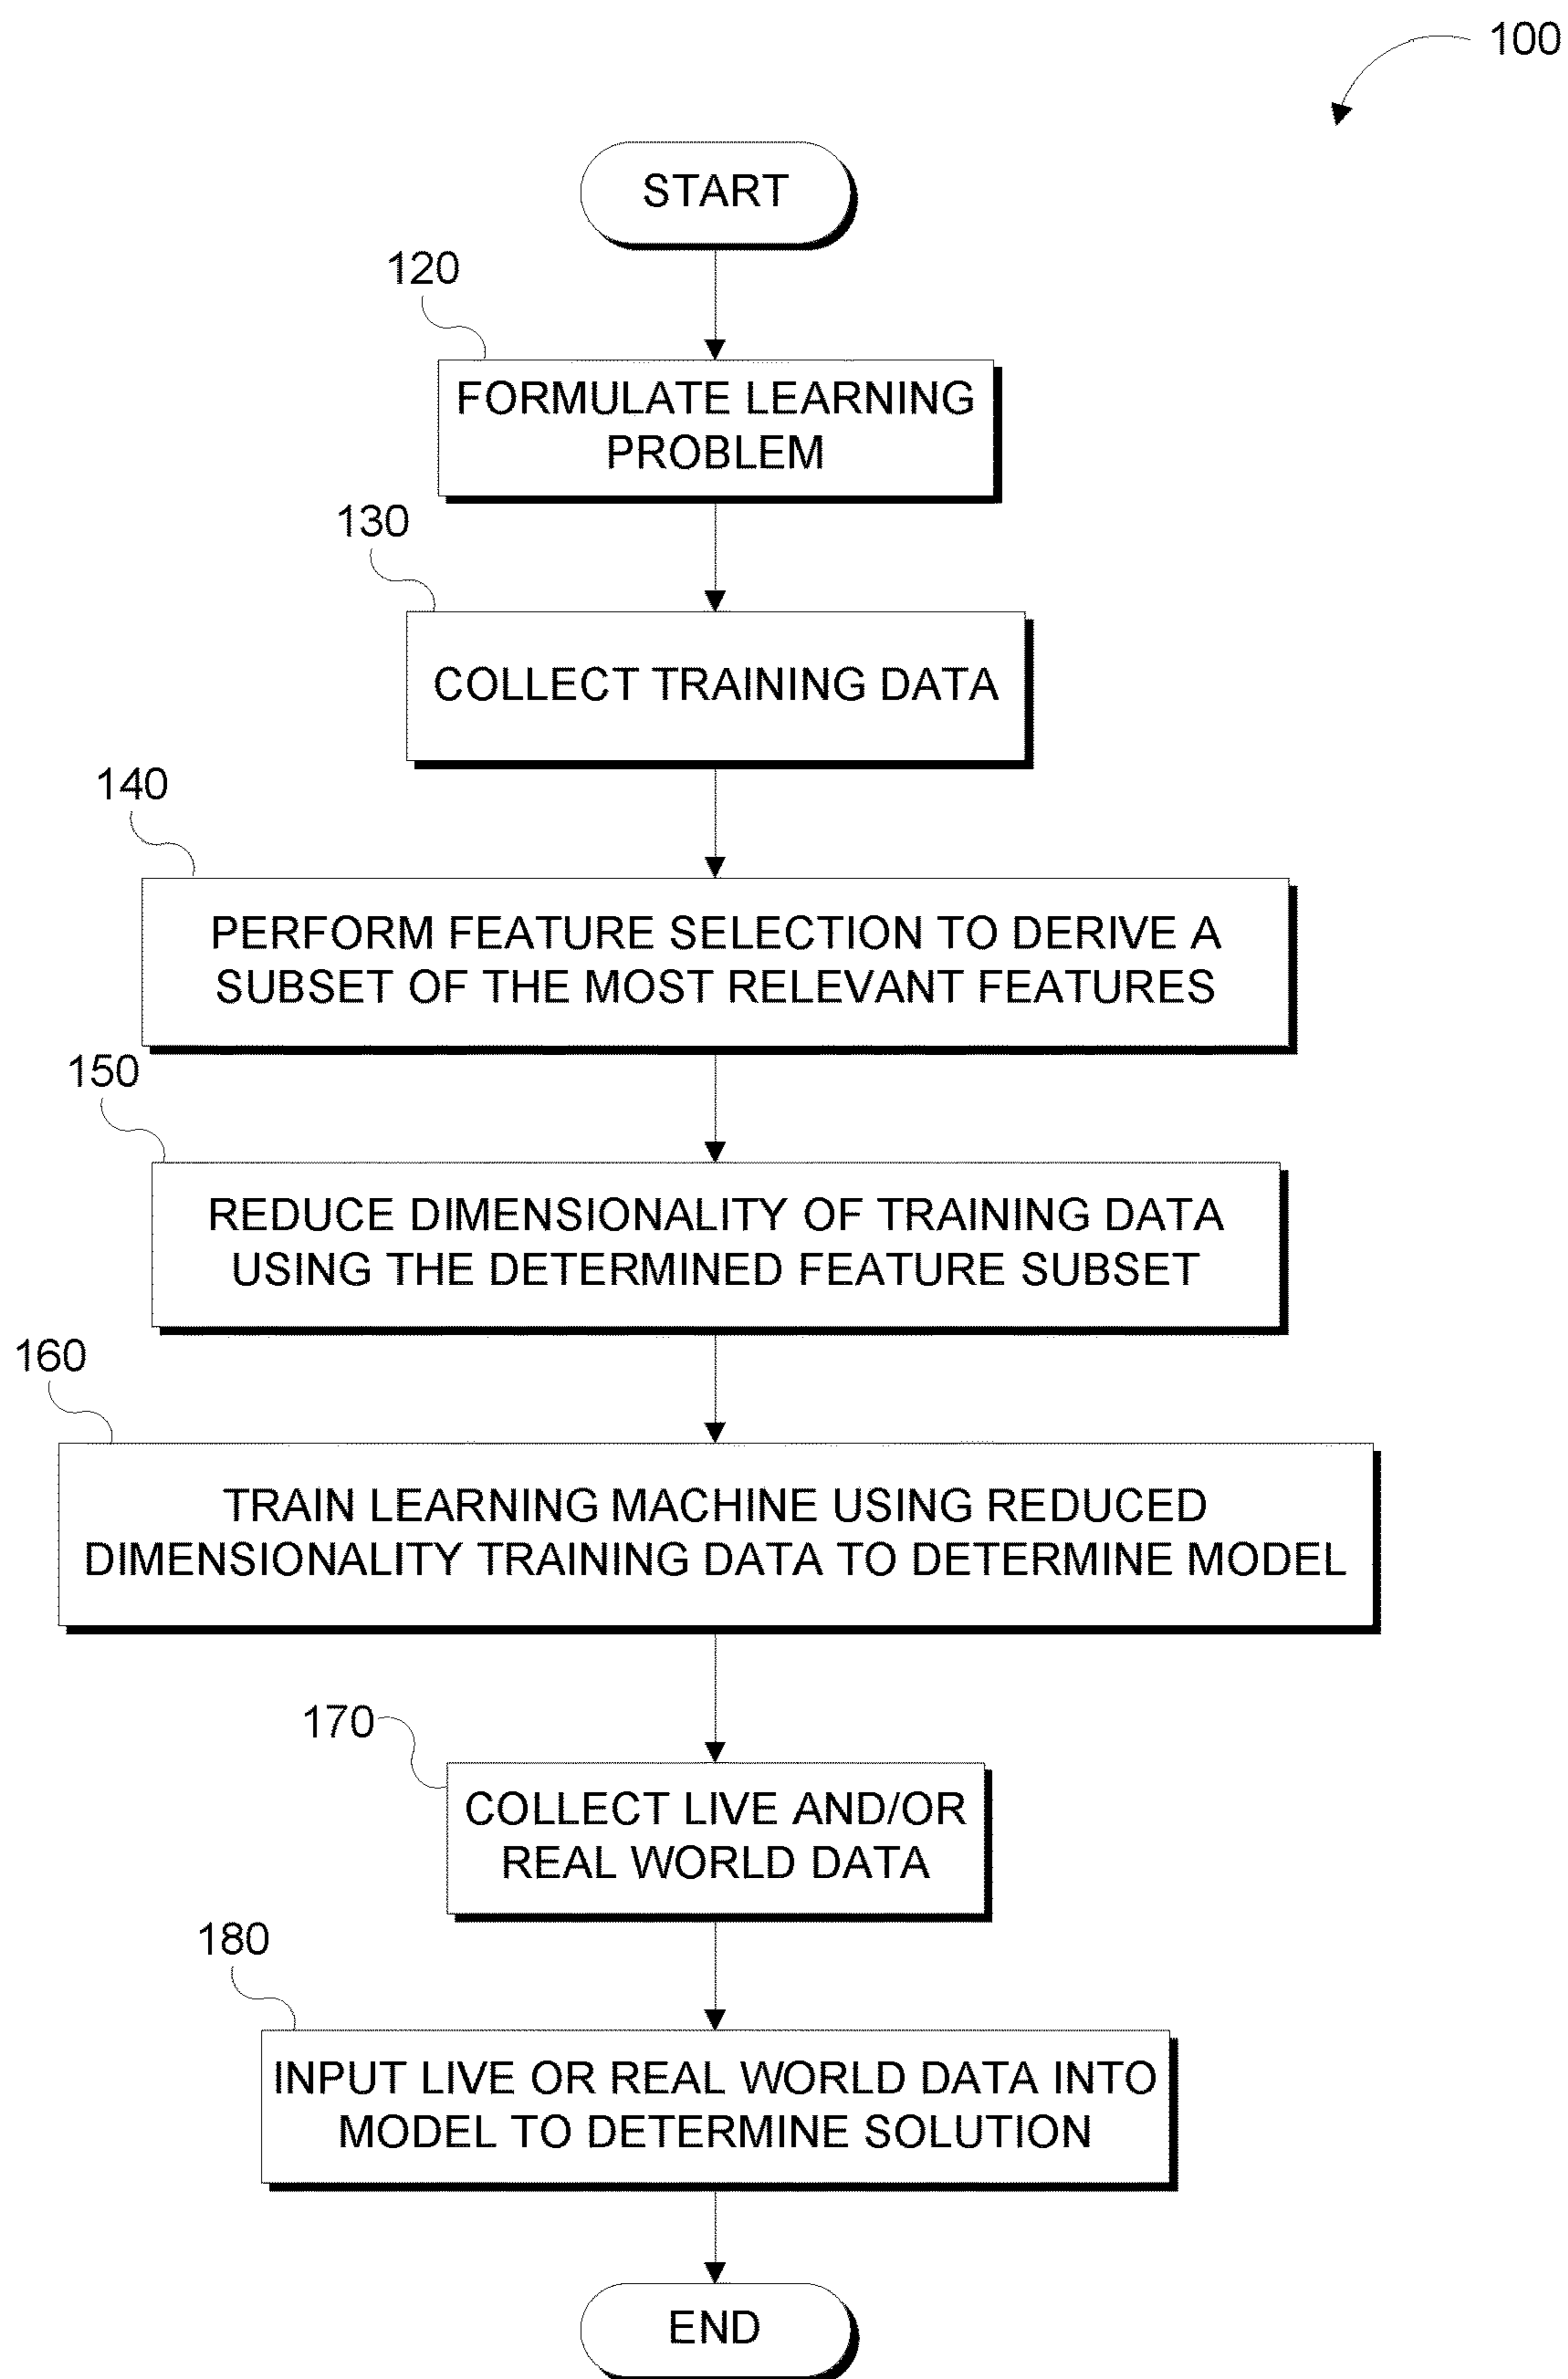 100
START
120
FORMULATE LEARNING
PROBLEM
130
COLLECT TRAINING DATA
140
PERFORM FEATURE SELECTION TO DERIVE A
SUBSET OF THE MOST RELEVANT FEATURES
150
REDUCE DIMENSIONALITY OF TRAINING DATA
USING THE DETERMINED FEATURE SUBSET
160
TRAIN LEARNING MACHINE USING REDUCED
DIMENSIONALITY TRAINING DATA TO DETERMINE MODEL
170
COLLECT LIVE AND/OR
REAL WORLD DATA
180
INPUT LIVE OR REAL WORLD DATA INTO
MODEL TO DETERMINE SOLUTION
END